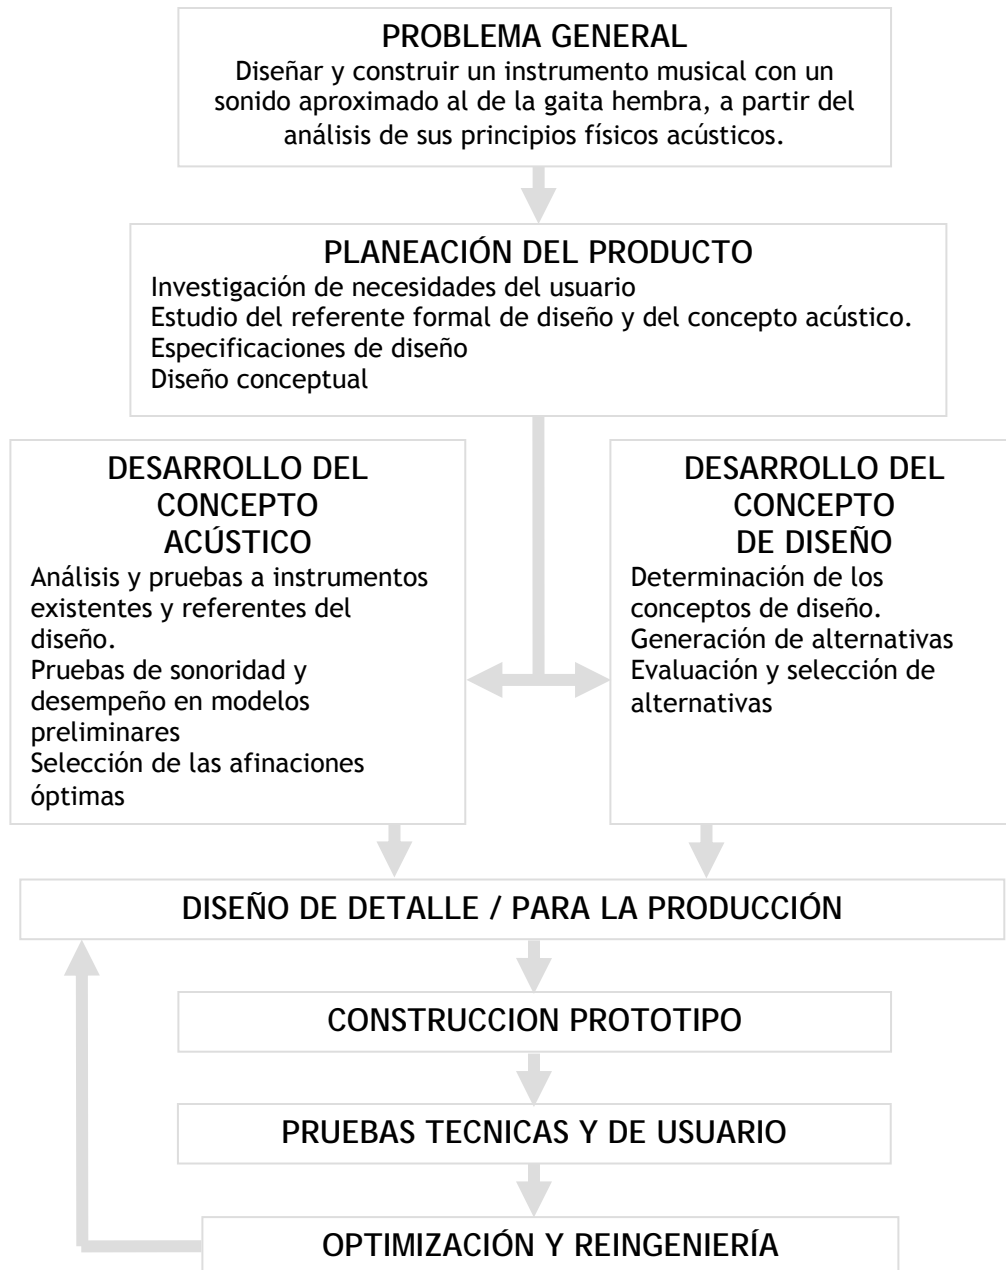 PROBLEMA GENERAL
Diseñar y construir un instrumento musical con un
sonido aproximado al de la gaita hembra, a partir del
análisis de sus principios físicos acústicos.
PLANEACIÓN DEL PRODUCTO
Investigación de necesidades del usuario
Estudio del referente formal de diseño y del concepto acústico.
Especificaciones de diseño
Diseño conceptual
DESARROLLO DEL
CONCEPTO
ACÚSTICO
Análisis y pruebas a instrumentos
existentes y referentes del
diseño.
Pruebas de sonoridad y
desempeño en modelos
preliminares
Selección de las afinaciones
óptimas
DESARROLLO DEL
CONCEPTO
DE DISEÑO
Determinación de los
conceptos de diseño.
Generación de alternativas
Evaluación y selección de
alternativas
DISEÑO DE DETALLE / PARA LA PRODUCCIÓN
CONSTRUCCION PROTOTIPO
PRUEBAS TECNICAS Y DE USUARIO
OPTIMIZACIÓN Y REINGENIERÍA